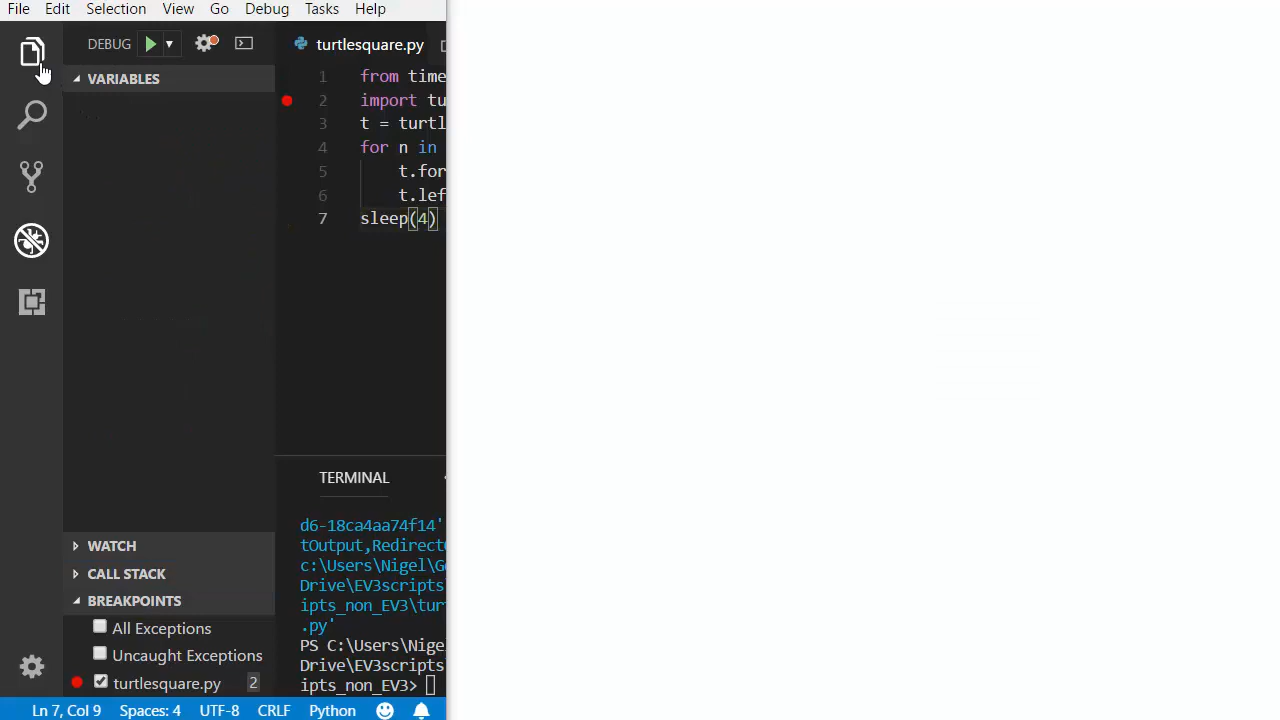 File Edit Selection View Go Debug Tasks Help
DEBUG
turtlesquare.py
VARIABLES
1 from time
2 import tu
3 t = turtl
4 for n in
5 t.for
6 t.lef
7 sleep(4)
TERMINAL
d6-18ca4aa74f14'
tOutput,Redirect
c:\Users\Nigel\G
Drive\EV3scripts
ipts_non_EV3\tur
.py'
PS C:\Users\Nige
Drive\EV3scripts
ipts_non_EV3>
WATCH
CALL STACK
BREAKPOINTS
All Exceptions
Uncaught Exceptions
turtlesquare.py 2
Ln 7, Col 9 Spaces: 4 UTF-8 CRLF Python